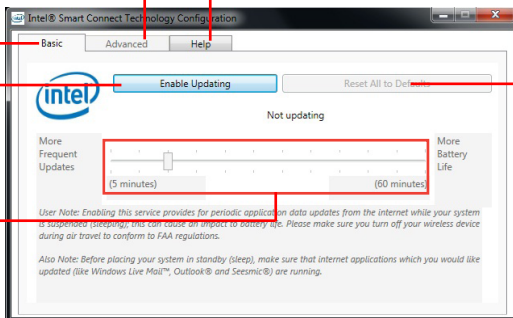 Intel® Smart Connect Technology Configuration
Basic
Advanced
Help
intel
Enable Updating
Reset All to Defaults
Not updating
More
Frequent
Updates
More
Battery
Life
(5 minutes)
(60 minutes)
User Note: Enabling this service provides for periodic application data updates from the internet while your system
is suspended (sleeping); this can cause an impact to battery life. Please make sure you turn off your wireless device
during air travel to conform to FAA regulations.
Also Note: Before placing your system in standby (sleep), make sure that internet applications which you would like
updated (like Windows Live Mail™, Outlook® and Seesmic®) are running.